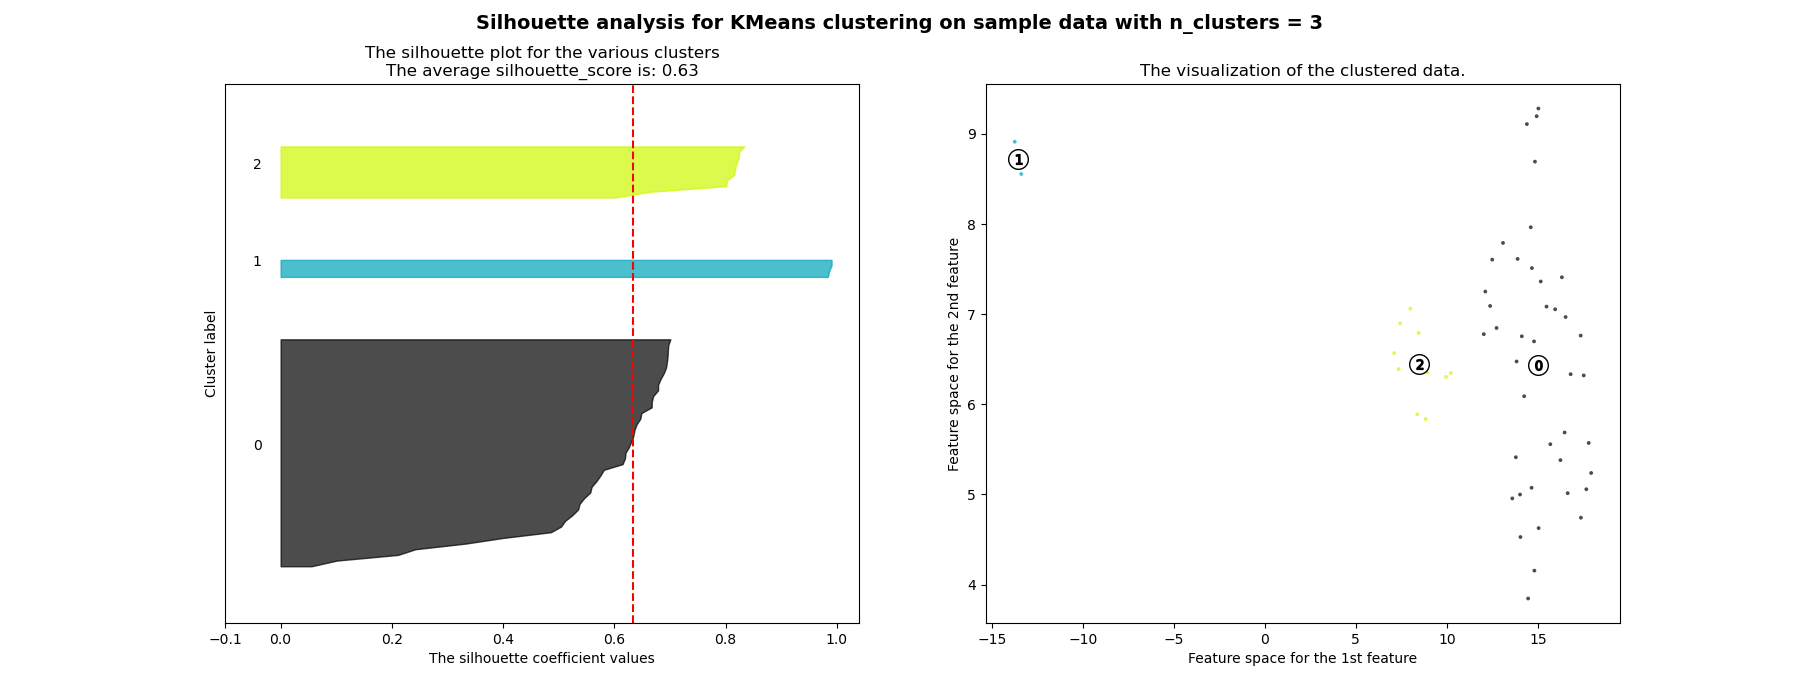 Silhouette analysis for KMeans clustering on sample data with n_clusters = 3
The silhouette plot for the various clusters
The average silhouette_score is: 0.63
Cluster label
2
1
0
−0.1 0.0 0.2 0.4 0.6 0.8 1.0
The silhouette coefficient values
The visualization of the clustered data.
Feature space for the 2nd feature
9
8
7
6
5
4
1
2 0
−15 −10 −5 0 5 10 15
Feature space for the 1st feature